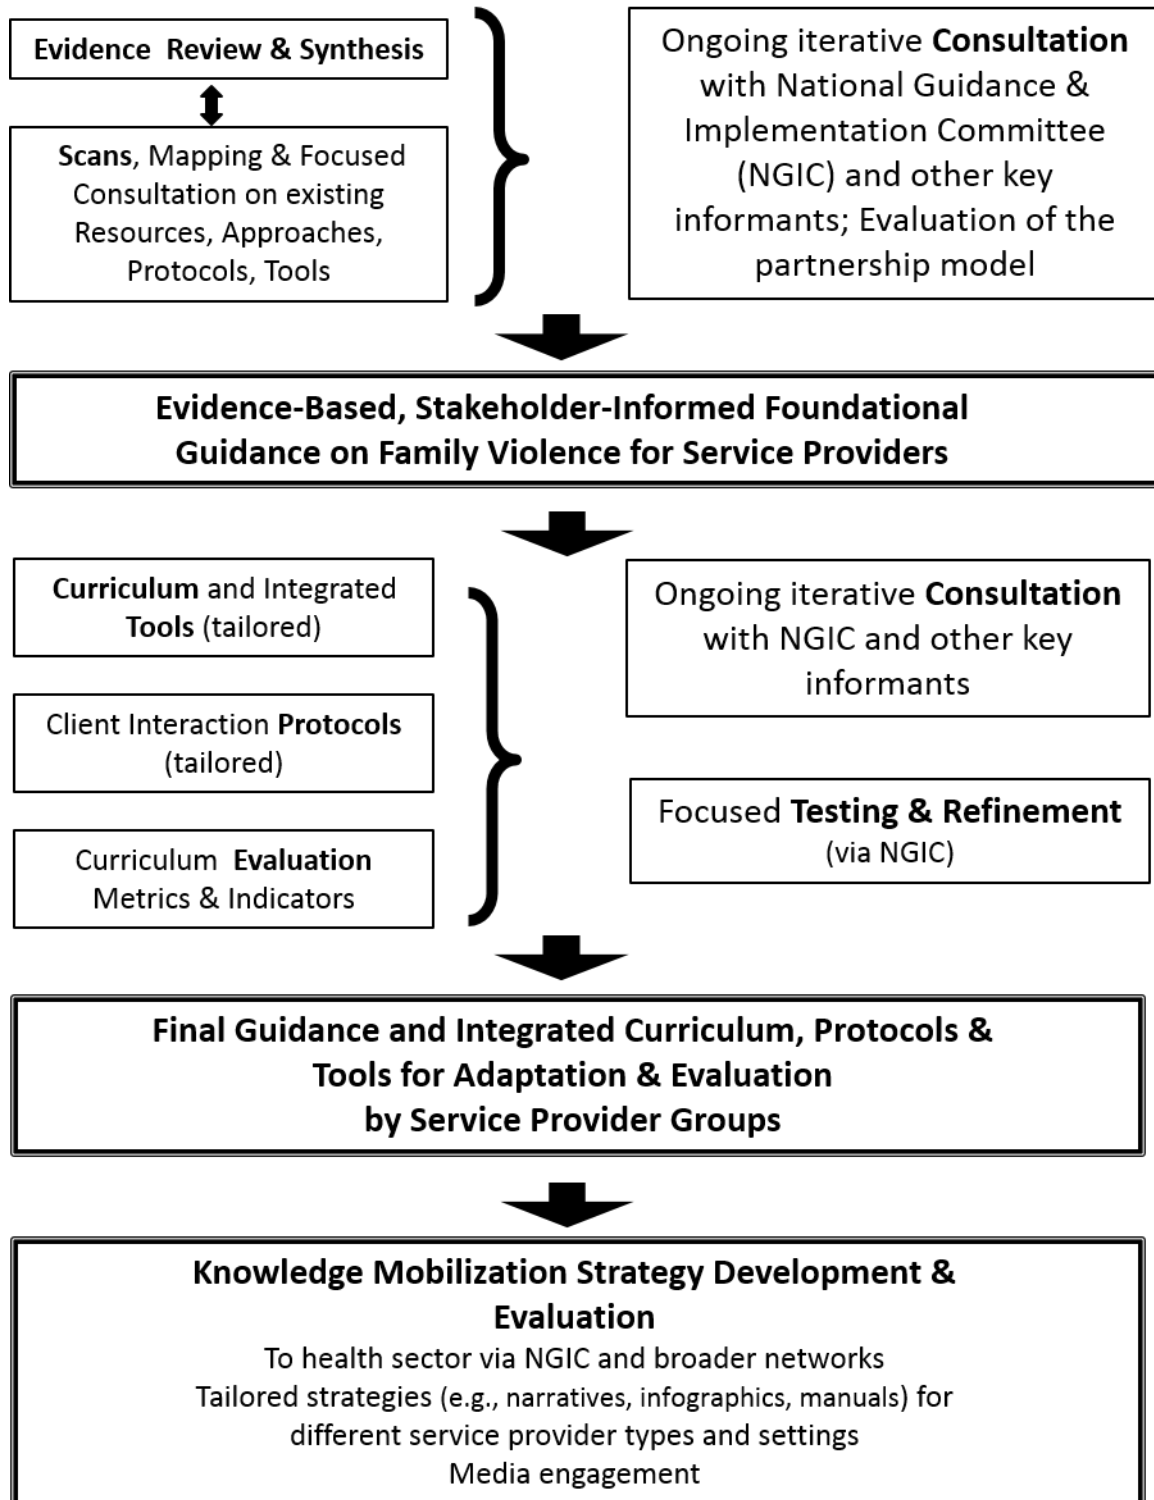 Evidence Review & Synthesis
Scans, Mapping & Focused
Consultation on existing
Resources, Approaches,
Protocols, Tools
Ongoing iterative Consultation
with National Guidance &
Implementation Committee
(NGIC) and other key
informants; Evaluation of the
partnership model
Evidence-Based, Stakeholder-Informed Foundational
Guidance on Family Violence for Service Providers
Curriculum and Integrated
Tools (tailored)
Client Interaction Protocols
(tailored)
Curriculum Evaluation
Metrics & Indicators
Ongoing iterative Consultation
with NGIC and other key
informants
Focused Testing & Refinement
(via NGIC)
Final Guidance and Integrated Curriculum, Protocols &
Tools for Adaptation & Evaluation
by Service Provider Groups
Knowledge Mobilization Strategy Development &
Evaluation
To health sector via NGIC and broader networks
Tailored strategies (e.g., narratives, infographics, manuals) for
different service provider types and settings
Media engagement